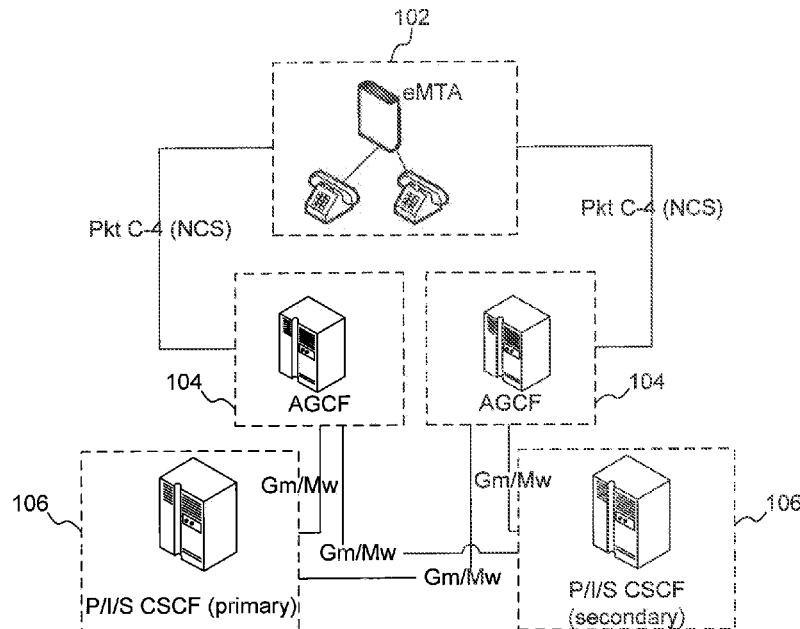 102
eMTA
Pkt C-4 (NCS)
Pkt C-4 (NCS)
104
AGCF
AGCF
104
106
Gm/Mw
Gm/Mw
106
Gm/Mw
Gm/Mw
P/I/S CSCF (primary)
P/I/S CSCF
(secondary)